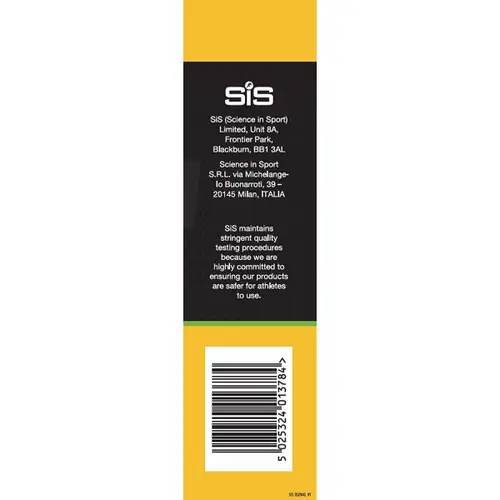 SiS
SiS (Science in Sport)
Limited, Unit 8A,
Frontier Park,
Blackburn, BB1 3AL
Science in Sport
S.R.L. via Michelange-
lo Buonarroti, 39 –
20145 Milan, ITALIA
SiS maintains
stringent quality
testing procedures
because we are
highly committed to
ensuring our products
are safer for athletes
to use.
5 025324 013784 >